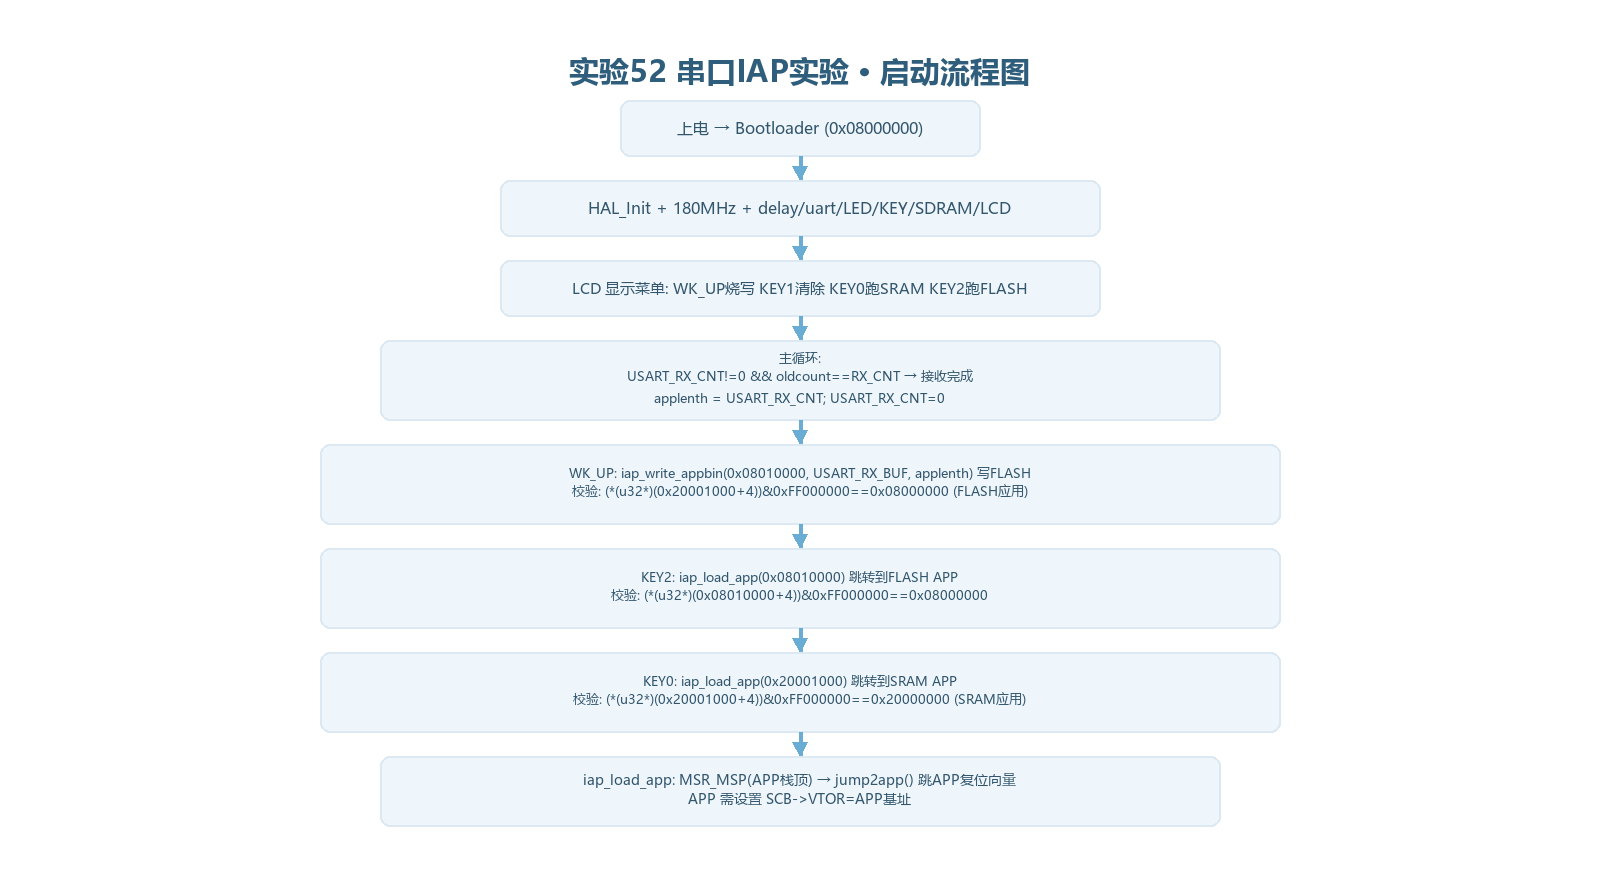 实验52 串口IAP实验 • 启动流程图
上电 → Bootloader (0x08000000)
HAL_Init + 180MHz + delay/uart/LED/KEY/SDRAM/LCD
LCD 显示菜单: WK_UP烧写 KEY1清除 KEY0跑SRAM KEY2跑FLASH
主循环:
USART_RX_CNT!=0 && oldcount==RX_CNT → 接收完成
applenth = USART_RX_CNT; USART_RX_CNT=0
WK_UP: iap_write_appbin(0x08010000, USART_RX_BUF, applenth) 写FLASH
校验: (*(u32*)(0x20001000+4))&0xFF000000==0x08000000 (FLASH应用)
KEY2: iap_load_app(0x08010000) 跳转到FLASH APP
校验: (*(u32*)(0x08010000+4))&0xFF000000==0x08000000
KEY0: iap_load_app(0x20001000) 跳转到SRAM APP
校验: (*(u32*)(0x20001000+4))&0xFF000000==0x20000000 (SRAM应用)
iap_load_app: MSR_MSP(APP栈顶) → jump2app() 跳APP复位向量
APP 需设置 SCB->VTOR=APP基址